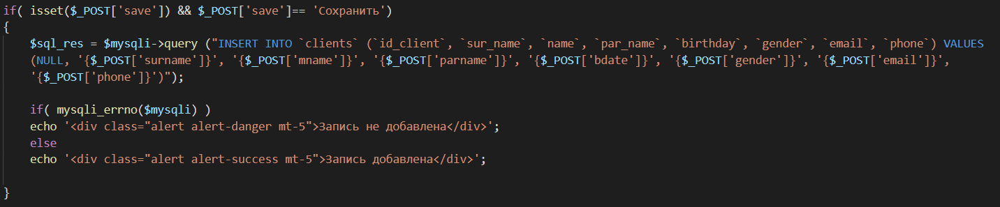 if( isset($_POST['save']) && $_POST['save']== 'Сохранить')
{
$sql_res = $mysqli->query ("INSERT INTO `clients` (`id_client`, `sur_name`, `name`, `par_name`, `birthday`, `gender`, `email`, `phone`) VALUES
(NULL, '{$_POST['surname']}', '{$_POST['mname']}', '{$_POST['parname']}', '{$_POST['bdate']}', '{$_POST['gender']}', '{$_POST['email']}',
'{$_POST['phone']}')");
if( mysqli_errno($mysqli) )
echo '<div class="alert alert-danger mt-5">Запись не добавлена</div>';
else
echo '<div class="alert alert-success mt-5">Запись добавлена</div>';
}